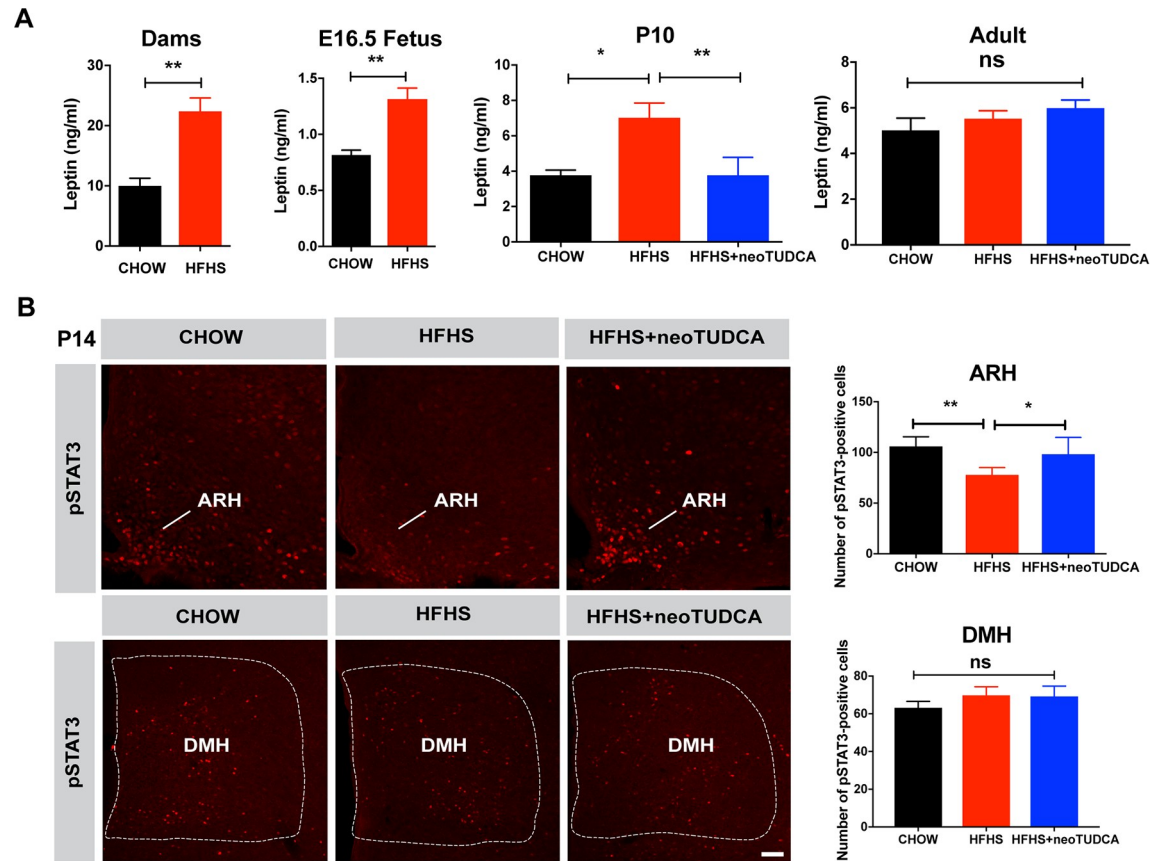 A
Dams
E16.5 Fetus
P10
Adult
Leptin (ng/ml)
30
20
10
0
**
CHOW
HFHS
Leptin (ng/ml)
1.5
1.0
0.5
0.0
**
CHOW
HFHS
Leptin (ng/ml)
10
8
6
4
2
0
*
**
CHOW
HFHS
HFHS+neoTUDCA
Leptin (ng/ml)
8
6
4
2
0
ns
CHOW
HFHS
HFHS+neoTUDCA
B
P14
CHOW
HFHS
HFHS+neoTUDCA
pSTAT3
ARH
ARH
ARH
ARH
Number of pSTAT3-positive cells
150
100
50
0
**
*
CHOW
HFHS
HFHS+neoTUDCA
CHOW
HFHS
HFHS+neoTUDCA
pSTAT3
DMH
DMH
DMH
DMH
ns
Number of pSTAT3-positive cells
80
60
40
20
0
CHOW
HFHS
HFHS+neoTUDCA